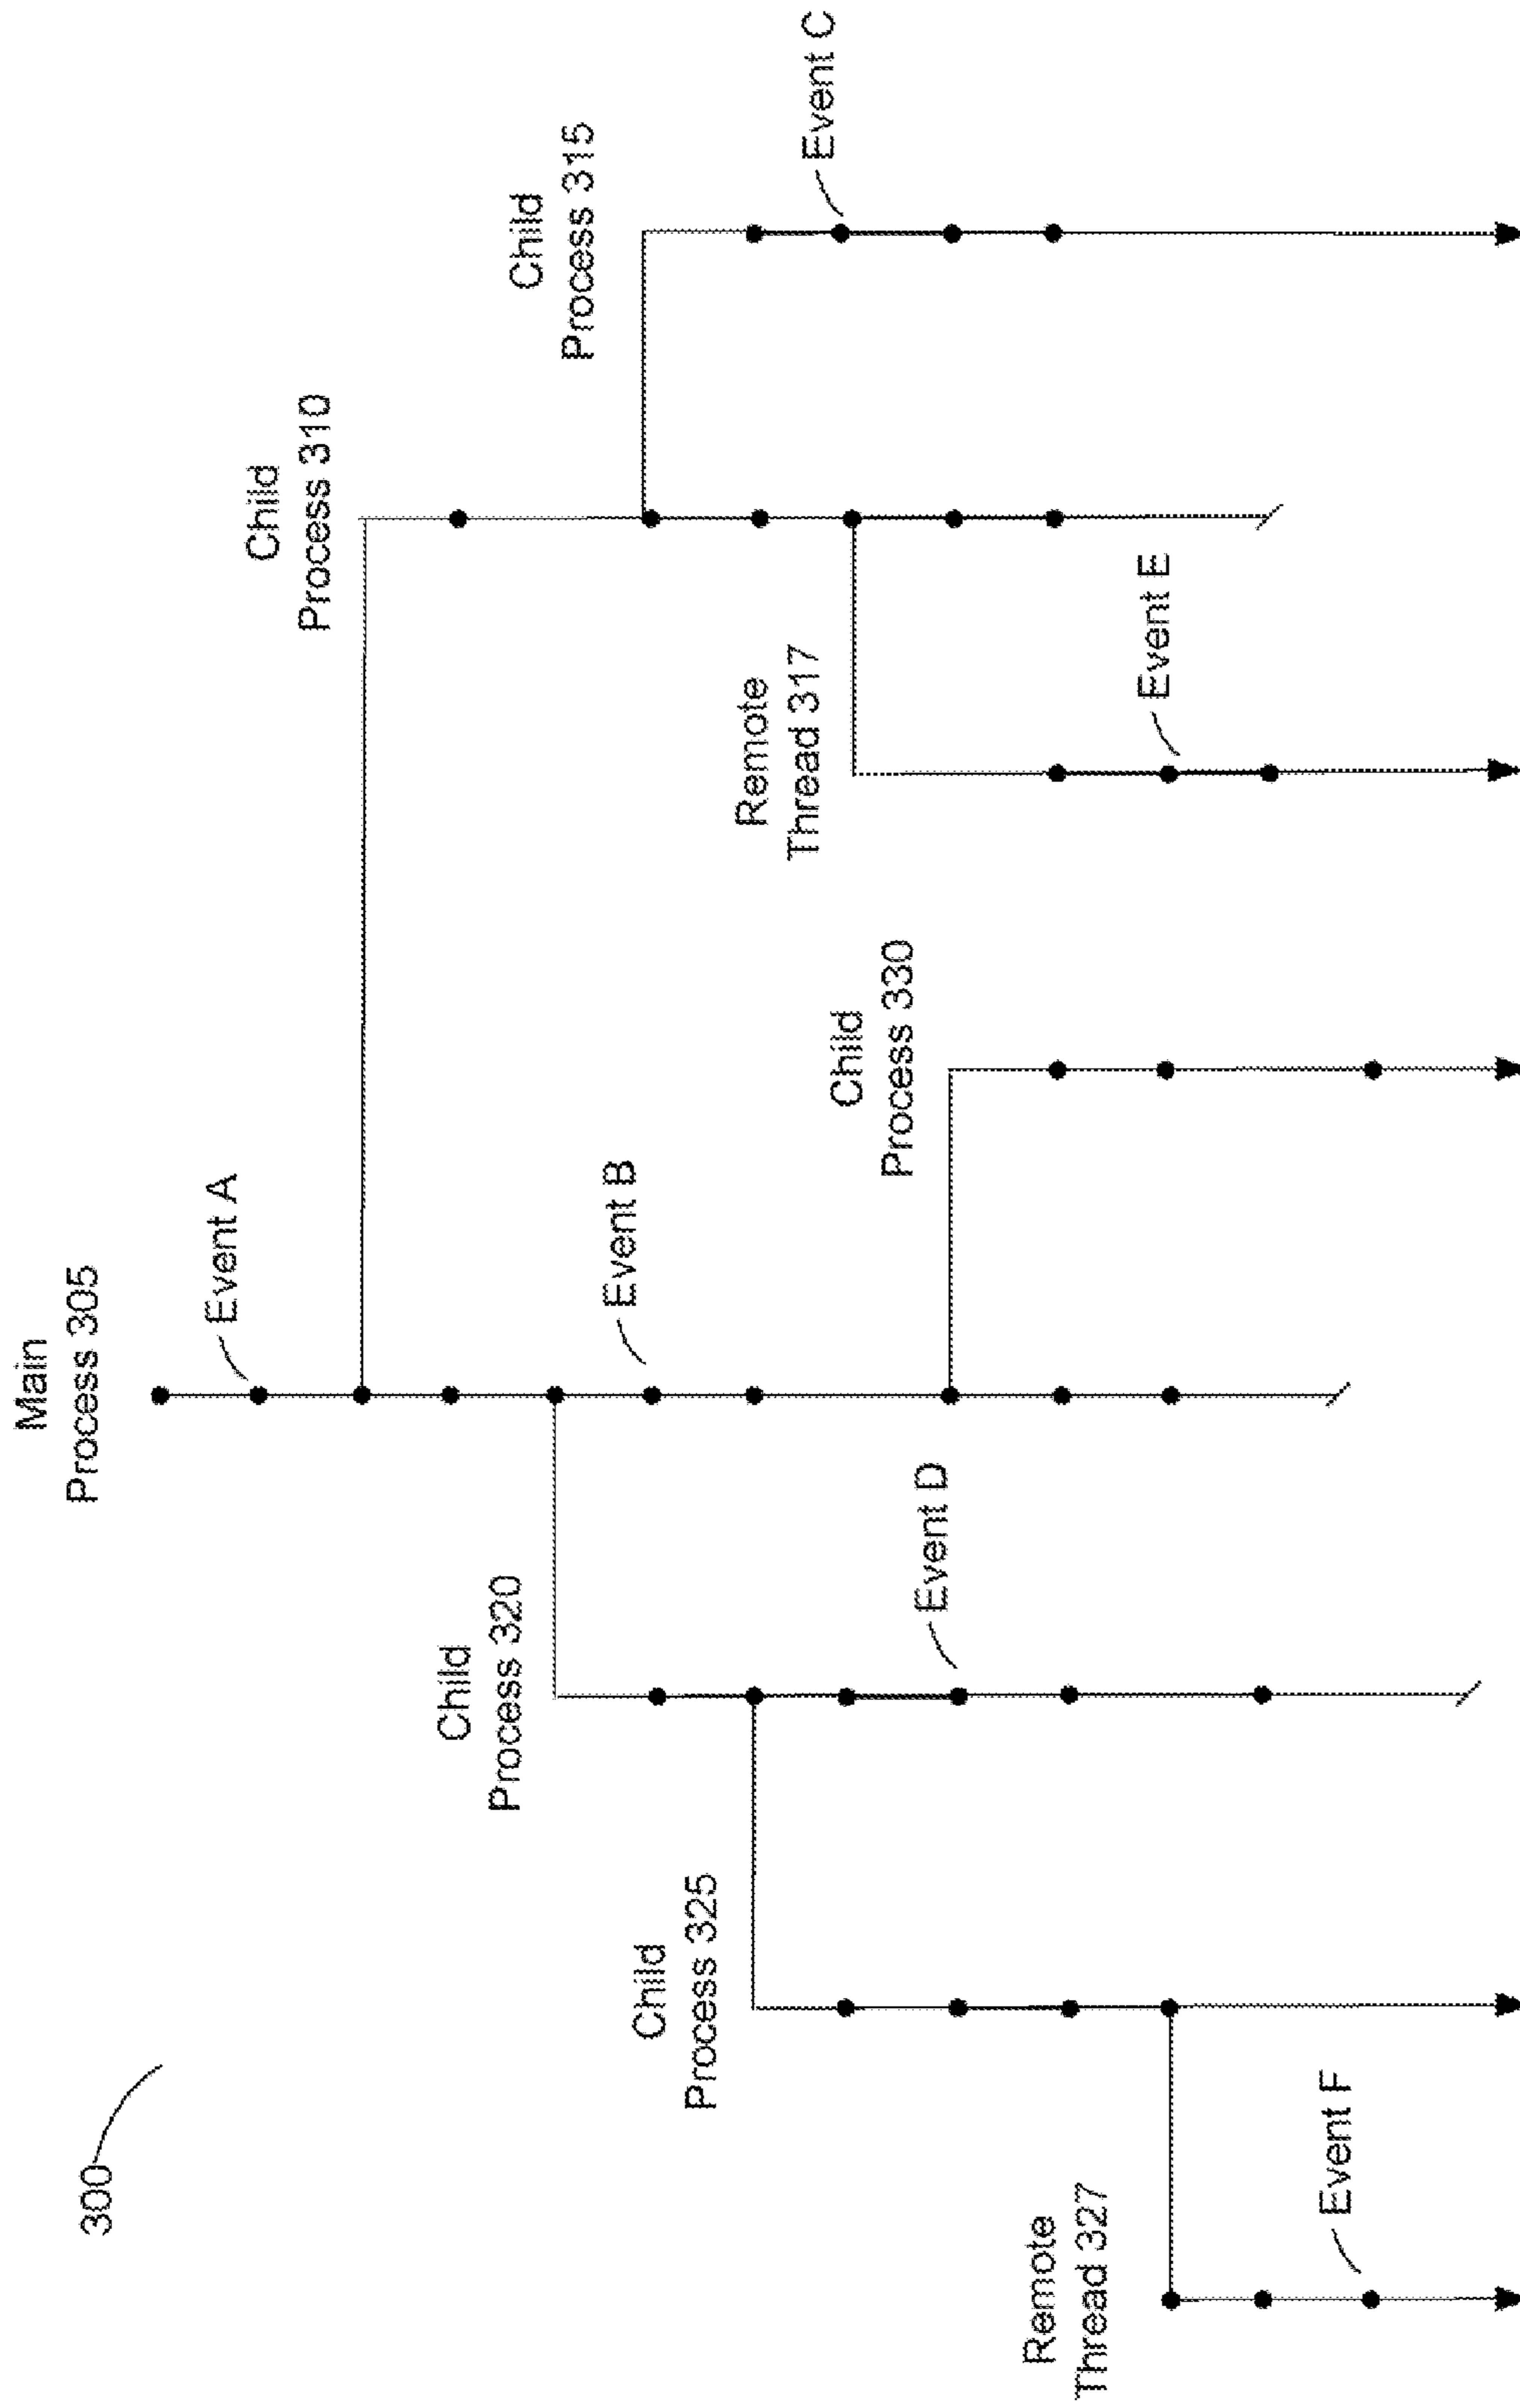 300
Main
Process 305
Event A
Child
Process 310
Child
Process 320
Child
Process 315
Event B
Child
Process 325
Remote
Thread 317
Event C
Child
Process 330
Event D
Remote
Thread 327
Event E
Event F